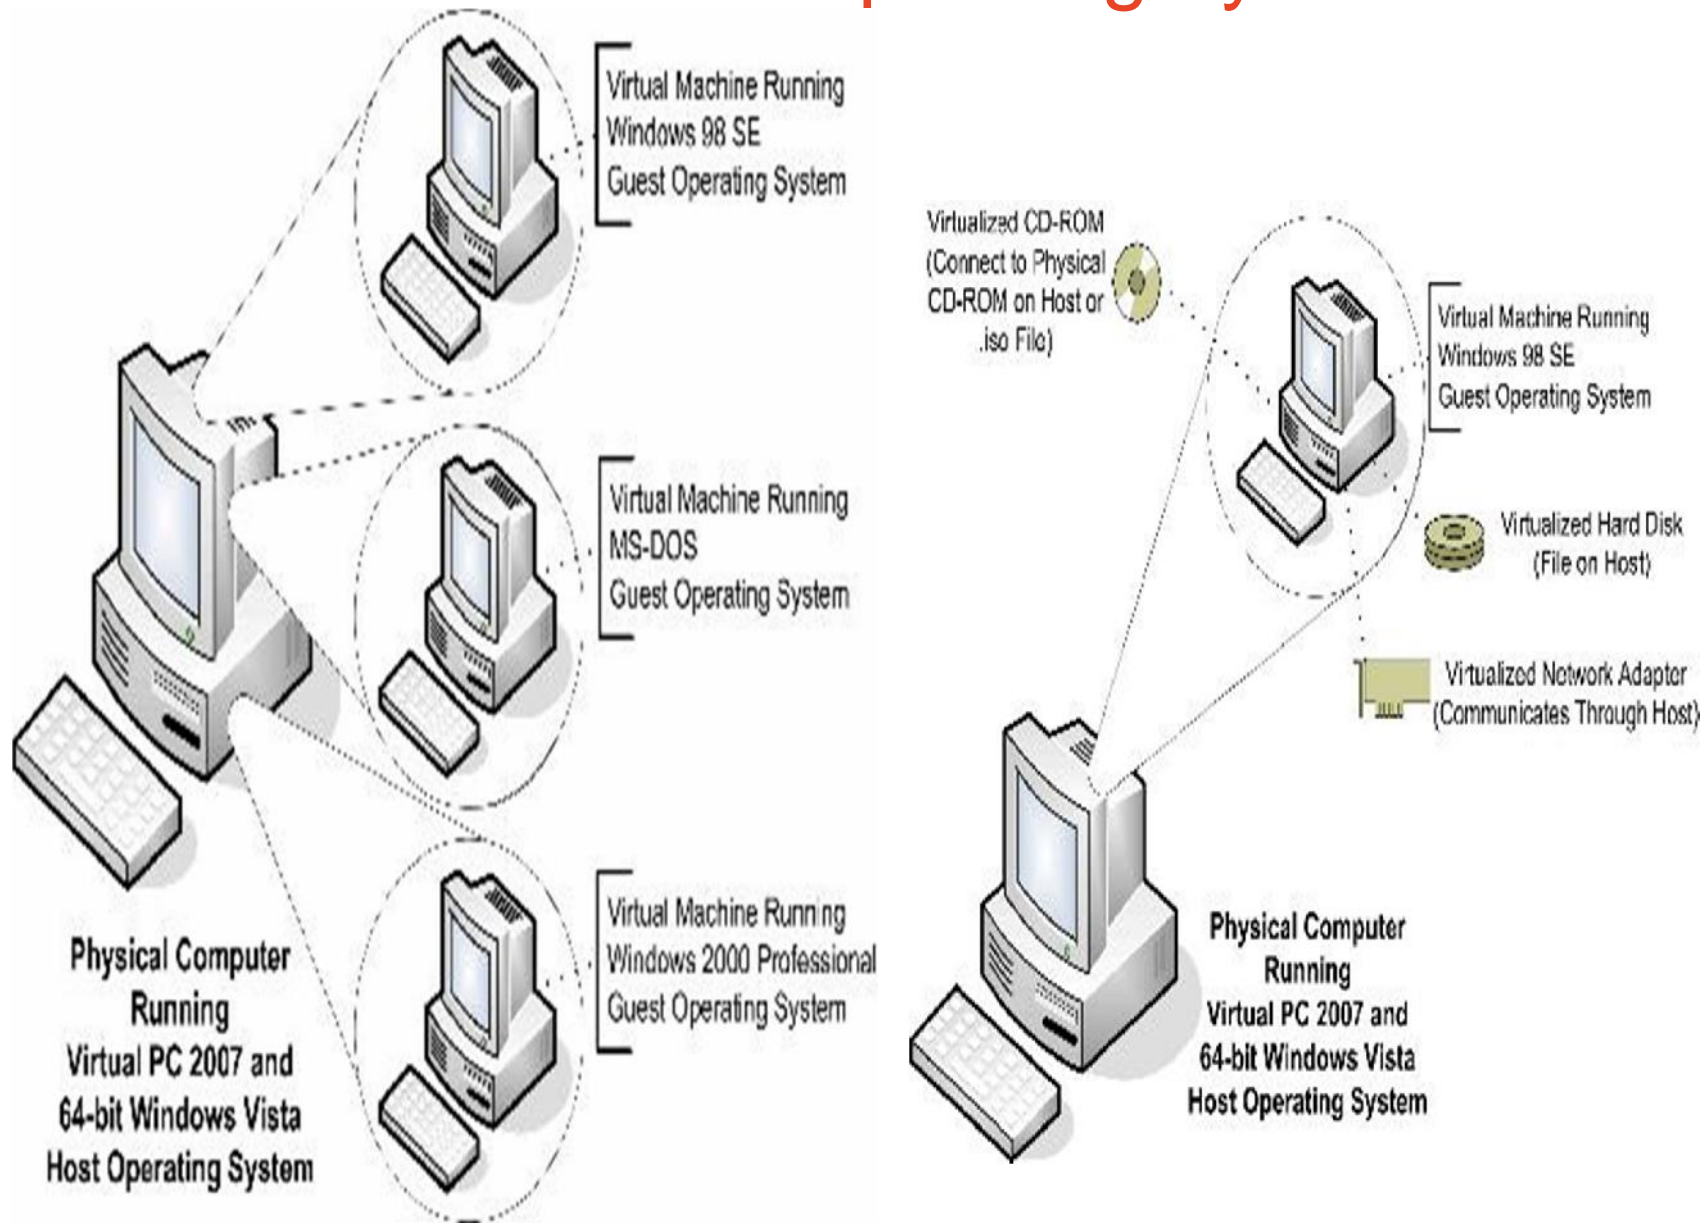 Virtual Machine Running
Windows 98 SE
Guest Operating System
Virtual Machine Running
MS-DOS
Guest Operating System
Virtual Machine Running
Windows 2000 Professional
Guest Operating System
Physical Computer
Running
Virtual PC 2007 and
64-bit Windows Vista
Host Operating System
Virtualized CD-ROM
(Connect to Physical
CD-ROM on Host or
.iso File)
Virtual Machine Running
Windows 98 SE
Guest Operating System
Virtualized Hard Disk
(File on Host)
Virtualized Network Adapter
(Communicates Through Host)
Physical Computer
Running
Virtual PC 2007 and
64-bit Windows Vista
Host Operating System